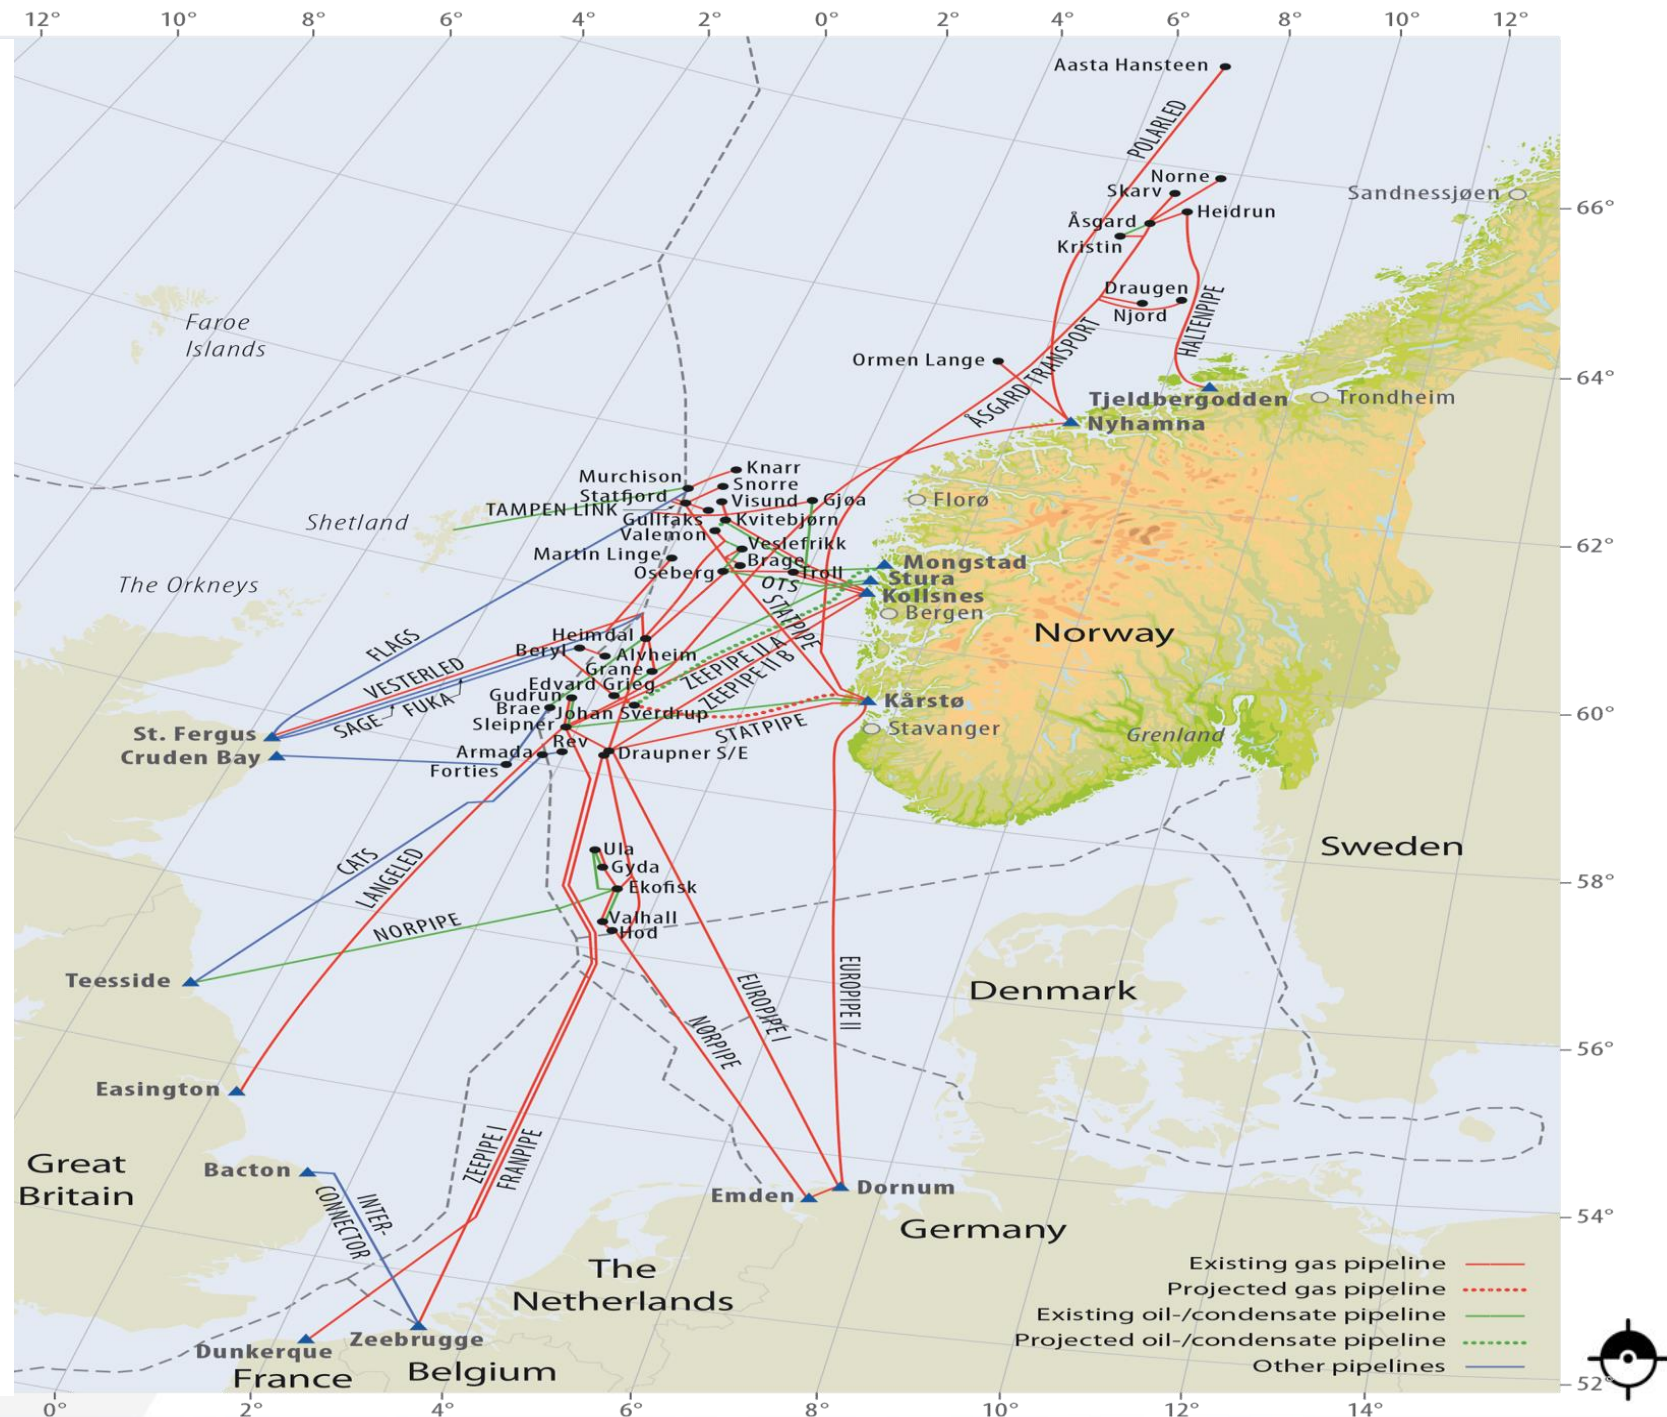 12° 10° 8° 6° 4° 2° 0° 2° 4° 6° 8° 10° 12°
Aasta Hansteen
POLARLED
Norne
Skarv
Sandnessjøen
66°
Åsgard
Heidrun
Kristin
Draugen
Njord
HALTENPIPE
Faroe
Islands
ÅSGARD TRANSPORT
Ormen Lange
64°
Tjeldbergodden
Trondheim
Nyhamna
Murchison
Knarr
Snorre
Statfjord
Visund
Gjøa
Florø
TAMPEN LINK
Gullfaks
Kvitebjørn
Shetland
Valemon
Veslefrikk
62°
Martin Linge
Brage
Mongstad
Oseberg
Troll
Stura
The Orkneys
OTS
Kollsnes
STATPIPE
Bergen
Norway
FLAGS
Heimdal
Beryl
Alvheim
VESTERLED
Grane
ZEEPIPE II A
ZEEPIPE II B
Edvard Grieg
Gudrun
SAGE
FUKA
Brae
Johan Sverdrup
Kårstø
60°
Sleipner
STATPIPE
Stavanger
Grenland
St. Fergus
Rev
Cruden Bay
Armada
Draupner S/E
Forties
Ula
Sweden
CATS
LANGELED
Gyda
Ekofisk
58°
NORPIPE
Valhall
Hod
Teesside
EUROPIPE I
EUROPIPE II
Denmark
NORPIPE
56°
Easington
ZEEPIPE I
FRANPIPE
Great
Britain
Bacton
INTER-
CONNECTOR
Emden
Dornum
Germany
54°
The
Netherlands
Dunkerque
Zeebrugge
France
Belgium
Existing gas pipeline
Projected gas pipeline
Existing oil-/condensate pipeline
Projected oil-/condensate pipeline
Other pipelines
52°
0° 2° 4° 6° 8° 10° 12° 14°